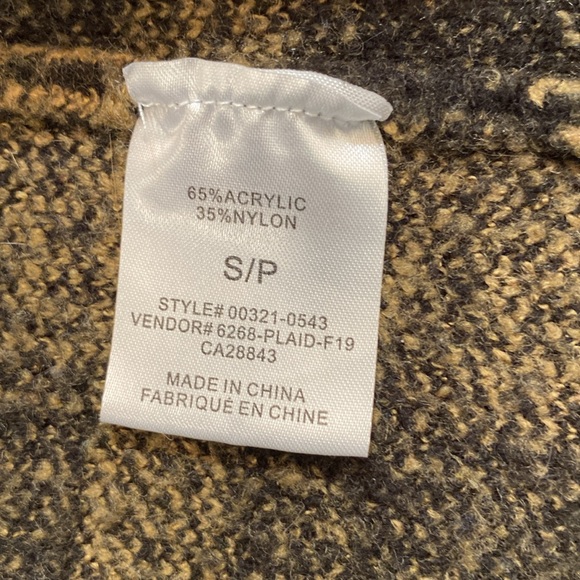 65%ACRYLIC
35%NYLON
S/P
STYLE# 00321-0543
VENDOR# 6268-PLAID-F19
CA28843
MADE IN CHINA
FABRIQUÉ EN CHINE